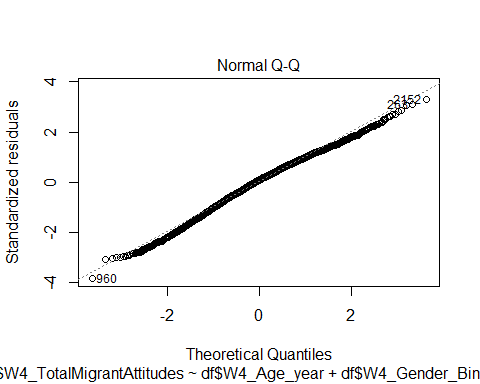 Normal Q-Q
Standardized residuals
4
2
0
-2
-4
2152
960
-2
0
2
Theoretical Quantiles
$W4_TotalMigrantAttitudes ~ df$W4_Age_year + df$W4_Gender_Bin